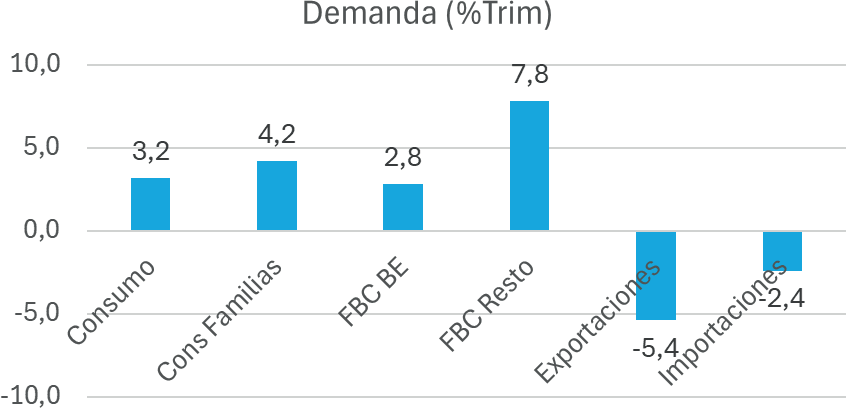 Demanda (%Trim)
10,0
5,0
0,0
-5,0
-10,0
3,2
4,2
2,8
7,8
-5,4
-2,4
Consumo
Cons Familias
FBC BE
FBC Resto
Exportaciones
Importaciones